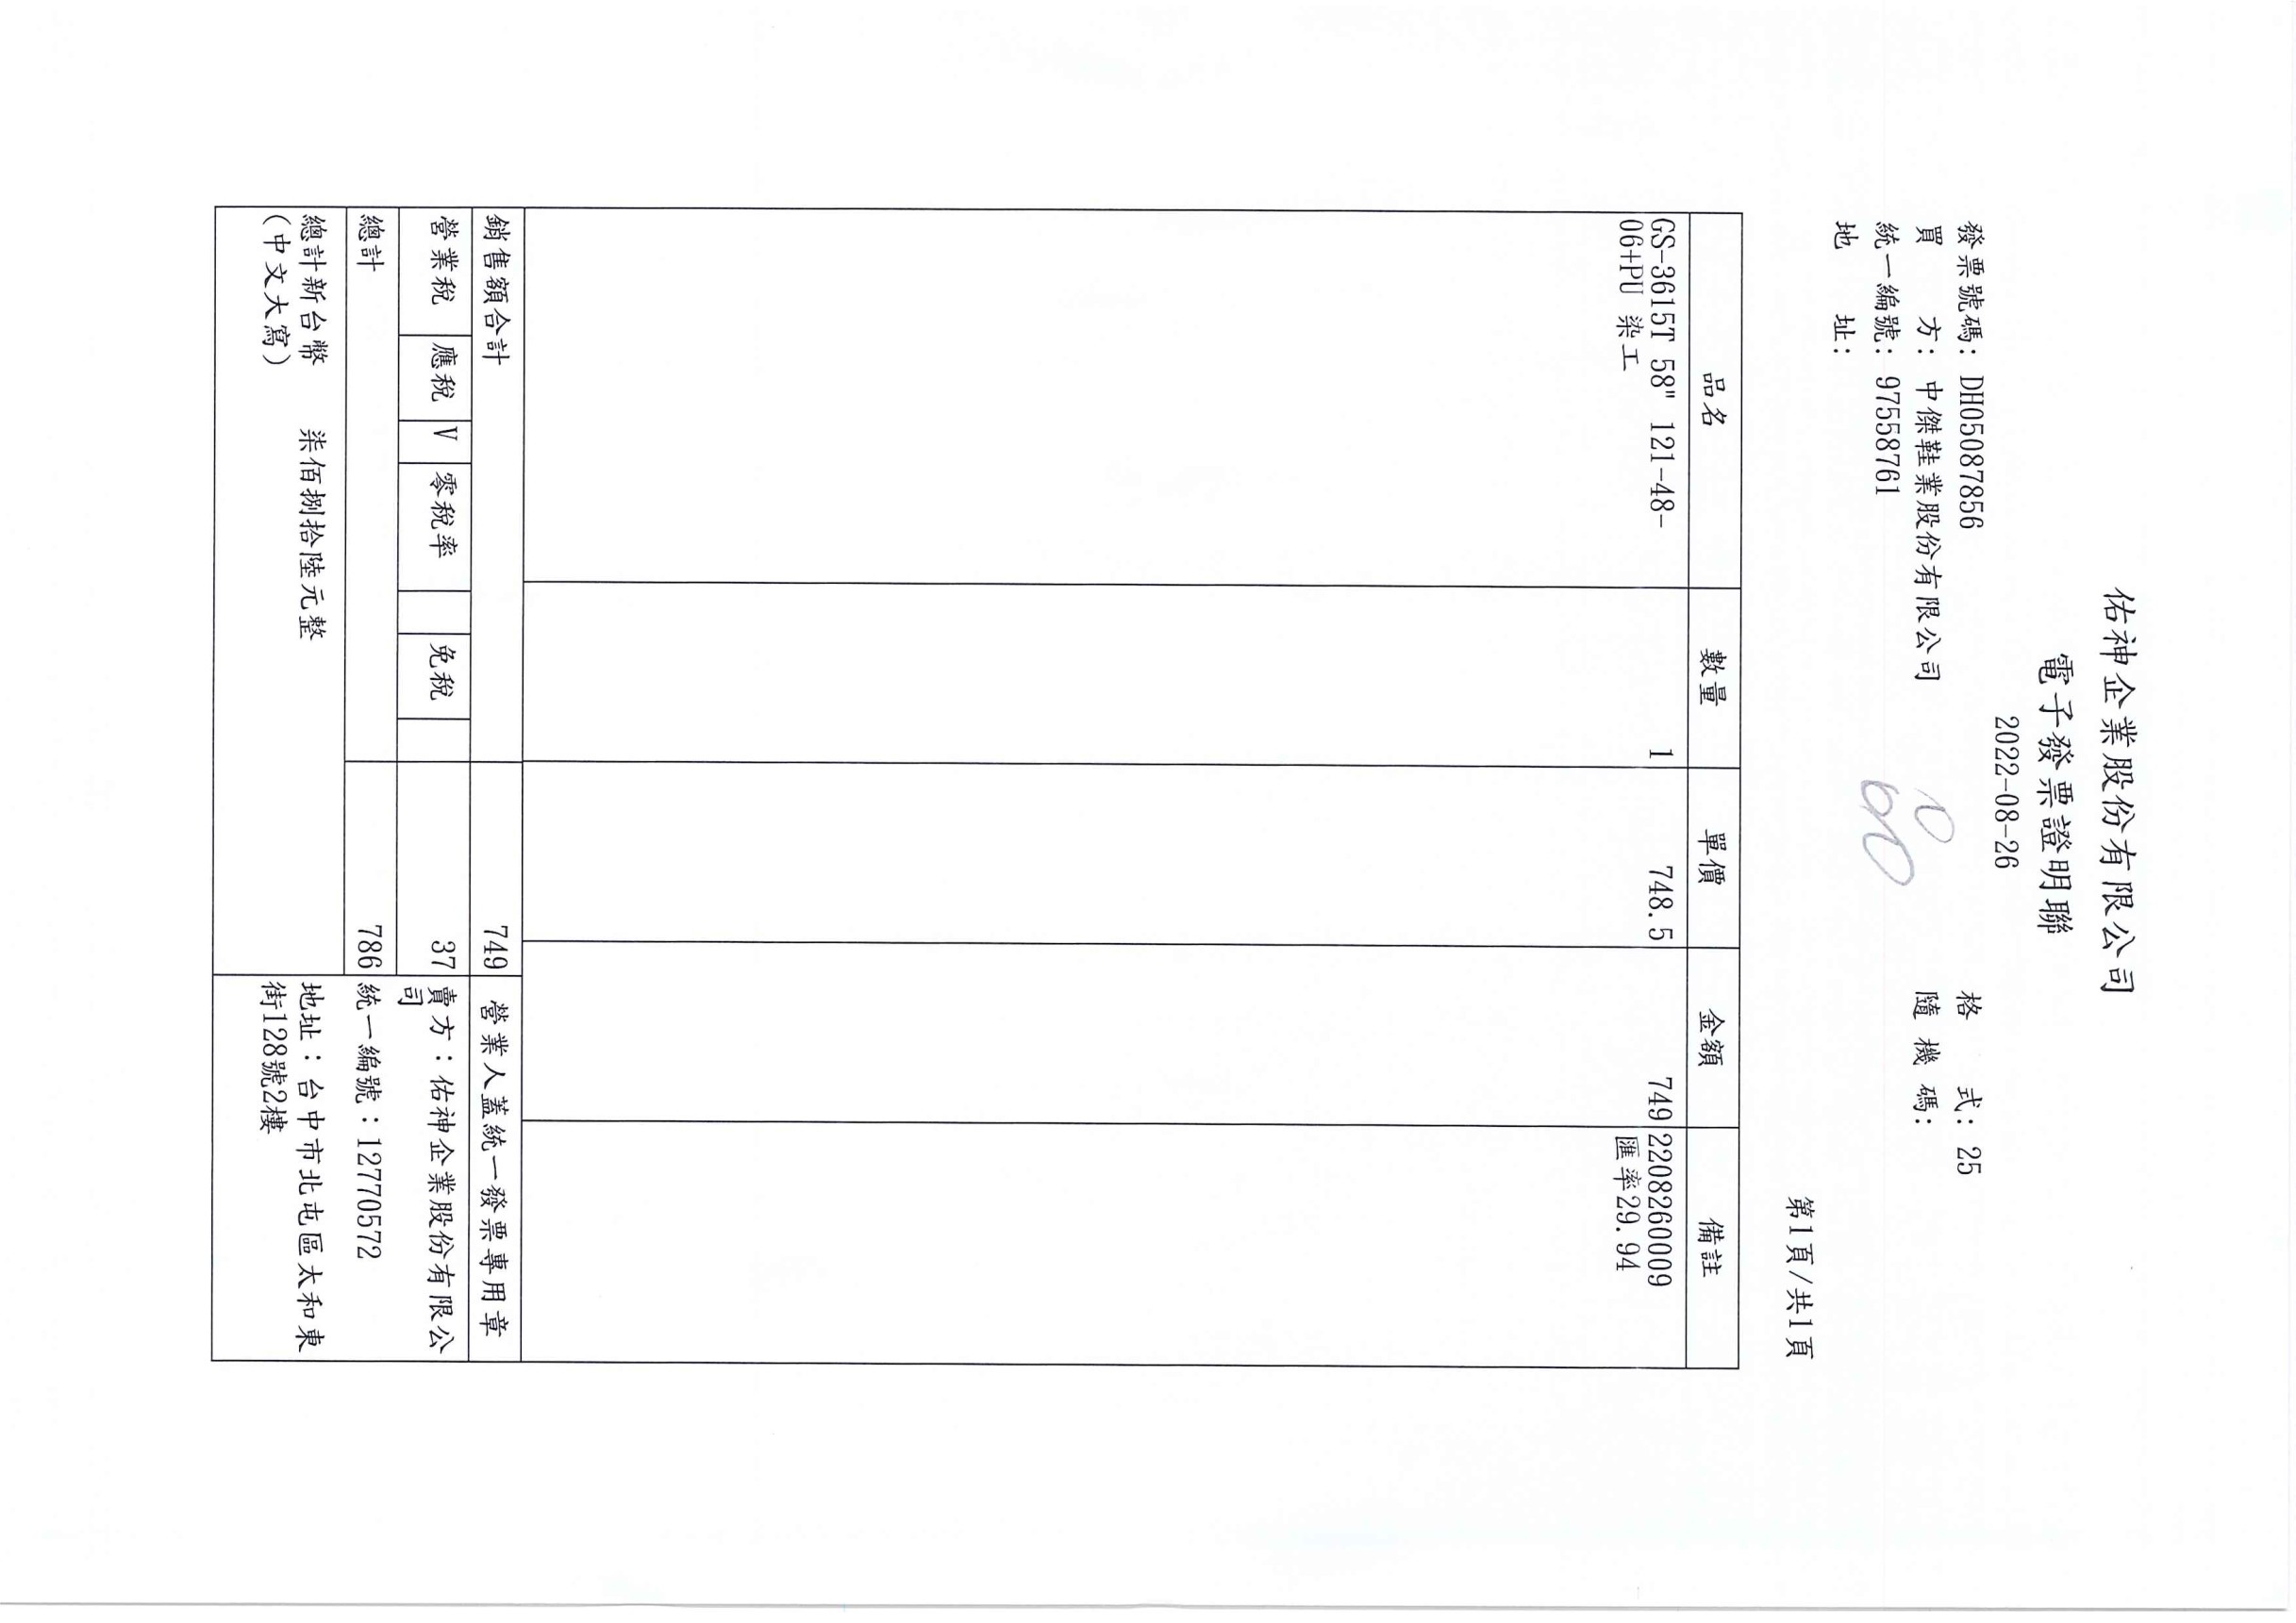 佑神企業股份有限公司
電子發票證明聯
2022-08-26
發票號碼: DH05087856
格 式: 25
買 方: 中傑鞋業股份有限公司
隨 機 碼:
統一編號: 97558761
地 址:
第1頁/共1頁
品名 數量 單價 金額 備註
GS-3615T 58" 121-48- 1 748.5 749 2208260009
06+PU 染工 匯率29.94
銷售額合計 749 營業人蓋統一發票專用章
營業稅 應稅 V 零稅率 免稅 37 賣方：佑神企業股份有限公
司
總計 786 統一編號：12770572
總計新台幣 柒佰捌拾陸元整 地址：台中市北屯區太和東
(中文大寫) 街128號2樓